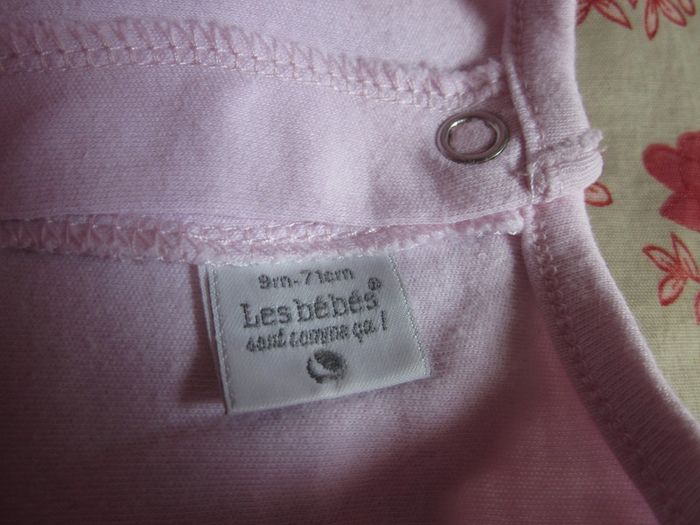 9m-71cm
Les bébés®
sont comme ça !